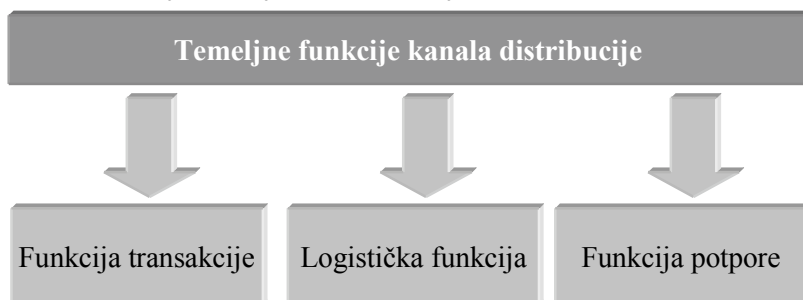 Temeljne funkcije kanala distribucije
Funkcija transakcije
Logistička funkcija
Funkcija potpore